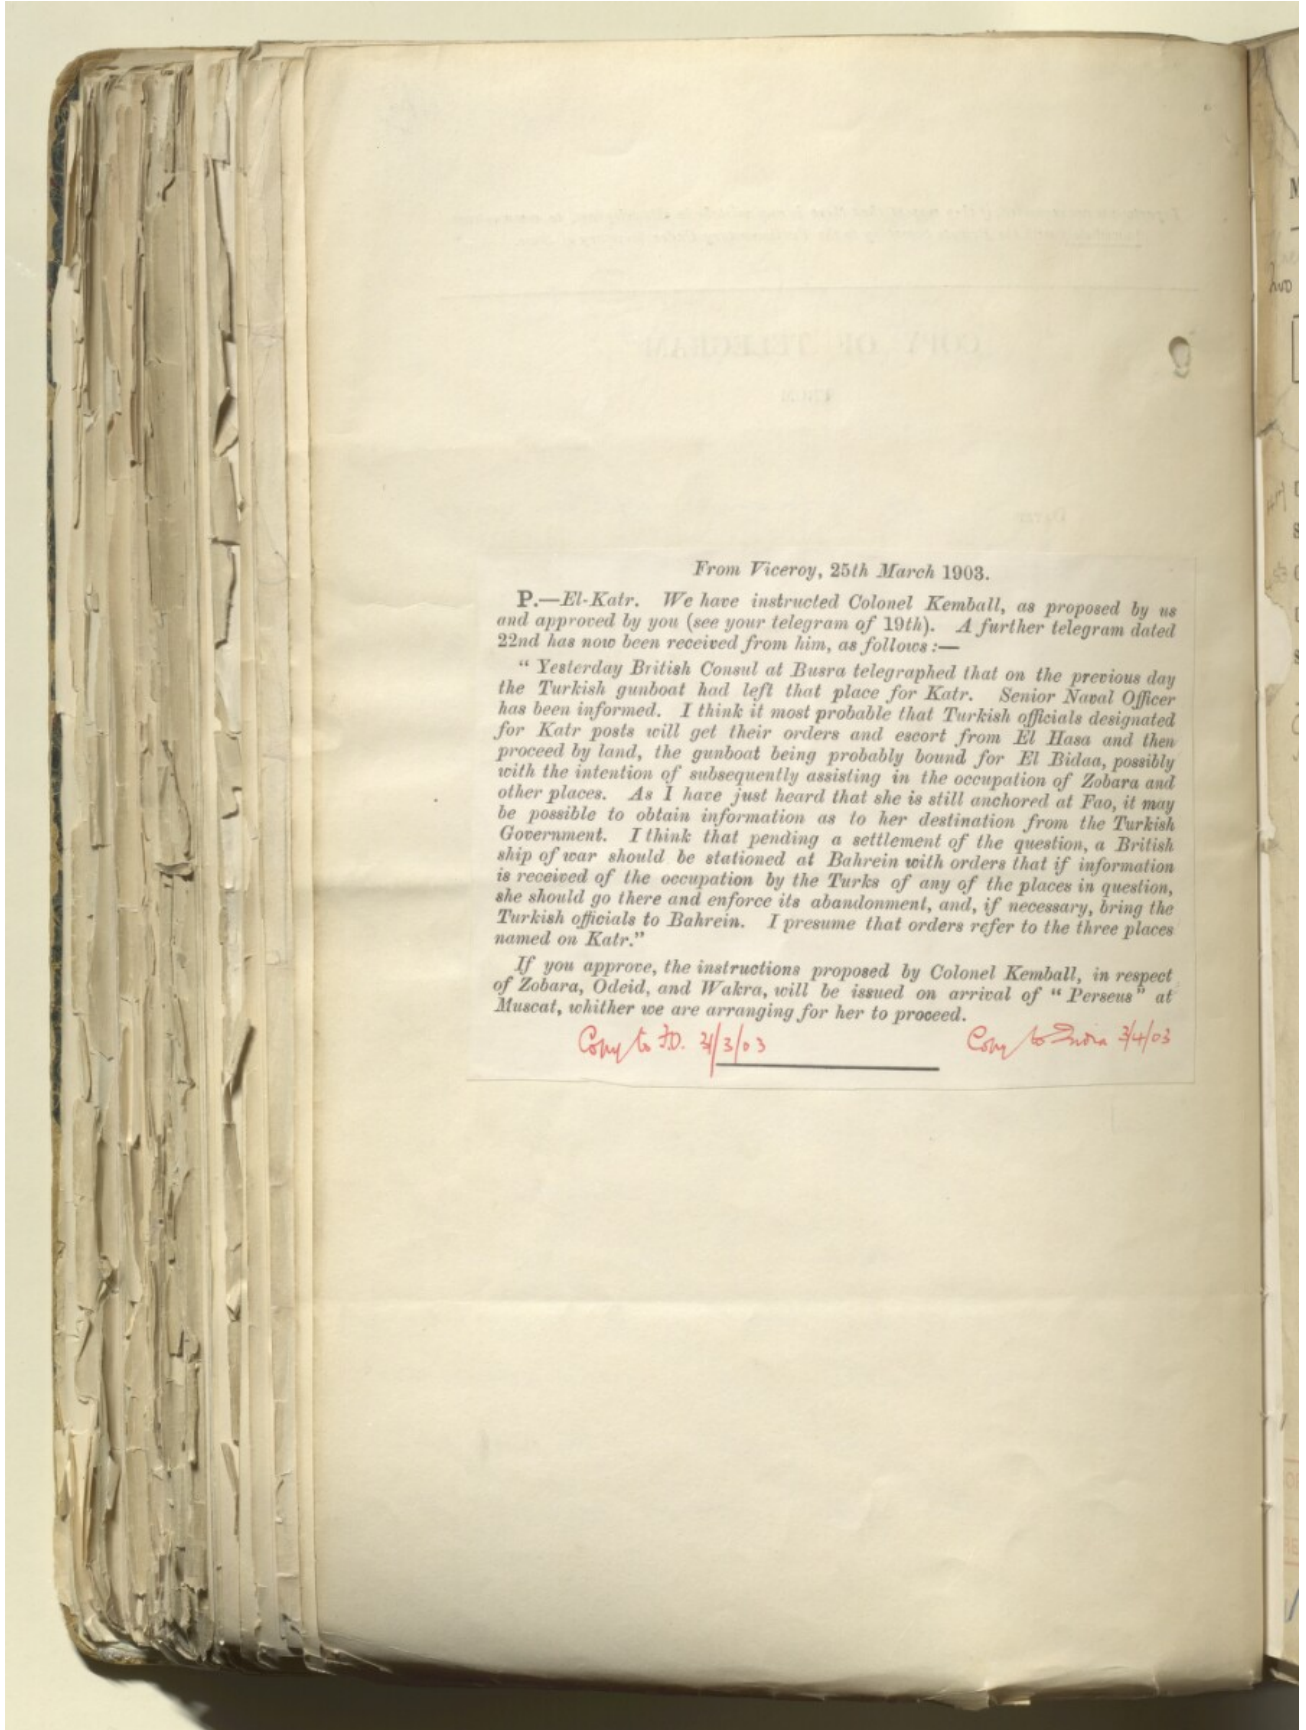 COPY OF TELEGRAM
FROM
DATED
From Viceroy, 25th March 1903.
P.—El-Katr. We have instructed Colonel Kemball, as proposed by us
and approved by you (see your telegram of 19th). A further telegram dated
22nd has now been received from him, as follows:—
" Yesterday British Consul at Busra telegraphed that on the previous day
the Turkish gunboat had left that place for Katr. Senior Naval Officer
has been informed. I think it most probable that Turkish officials designated
for Katr posts will get their orders and escort from El Hasa and then
proceed by land, the gunboat being probably bound for El Bidaa, possibly
with the intention of subsequently assisting in the occupation of Zobara and
other places. As I have just heard that she is still anchored at Fao, it may
be possible to obtain information as to her destination from the Turkish
Government. I think that pending a settlement of the question, a British
ship of war should be stationed at Bahrein with orders that if information
is received of the occupation by the Turks of any of the places in question,
she should go there and enforce its abandonment, and, if necessary, bring the
Turkish officials to Bahrein. I presume that orders refer to the three places
named on Katr."
If you approve, the instructions proposed by Colonel Kemball, in respect
of Zobara, Odeid, and Wakra, will be issued on arrival of " Perseus" at
Muscat, whither we are arranging for her to proceed.
Copy to F.O. /3/03
Copy to India 3/4/03